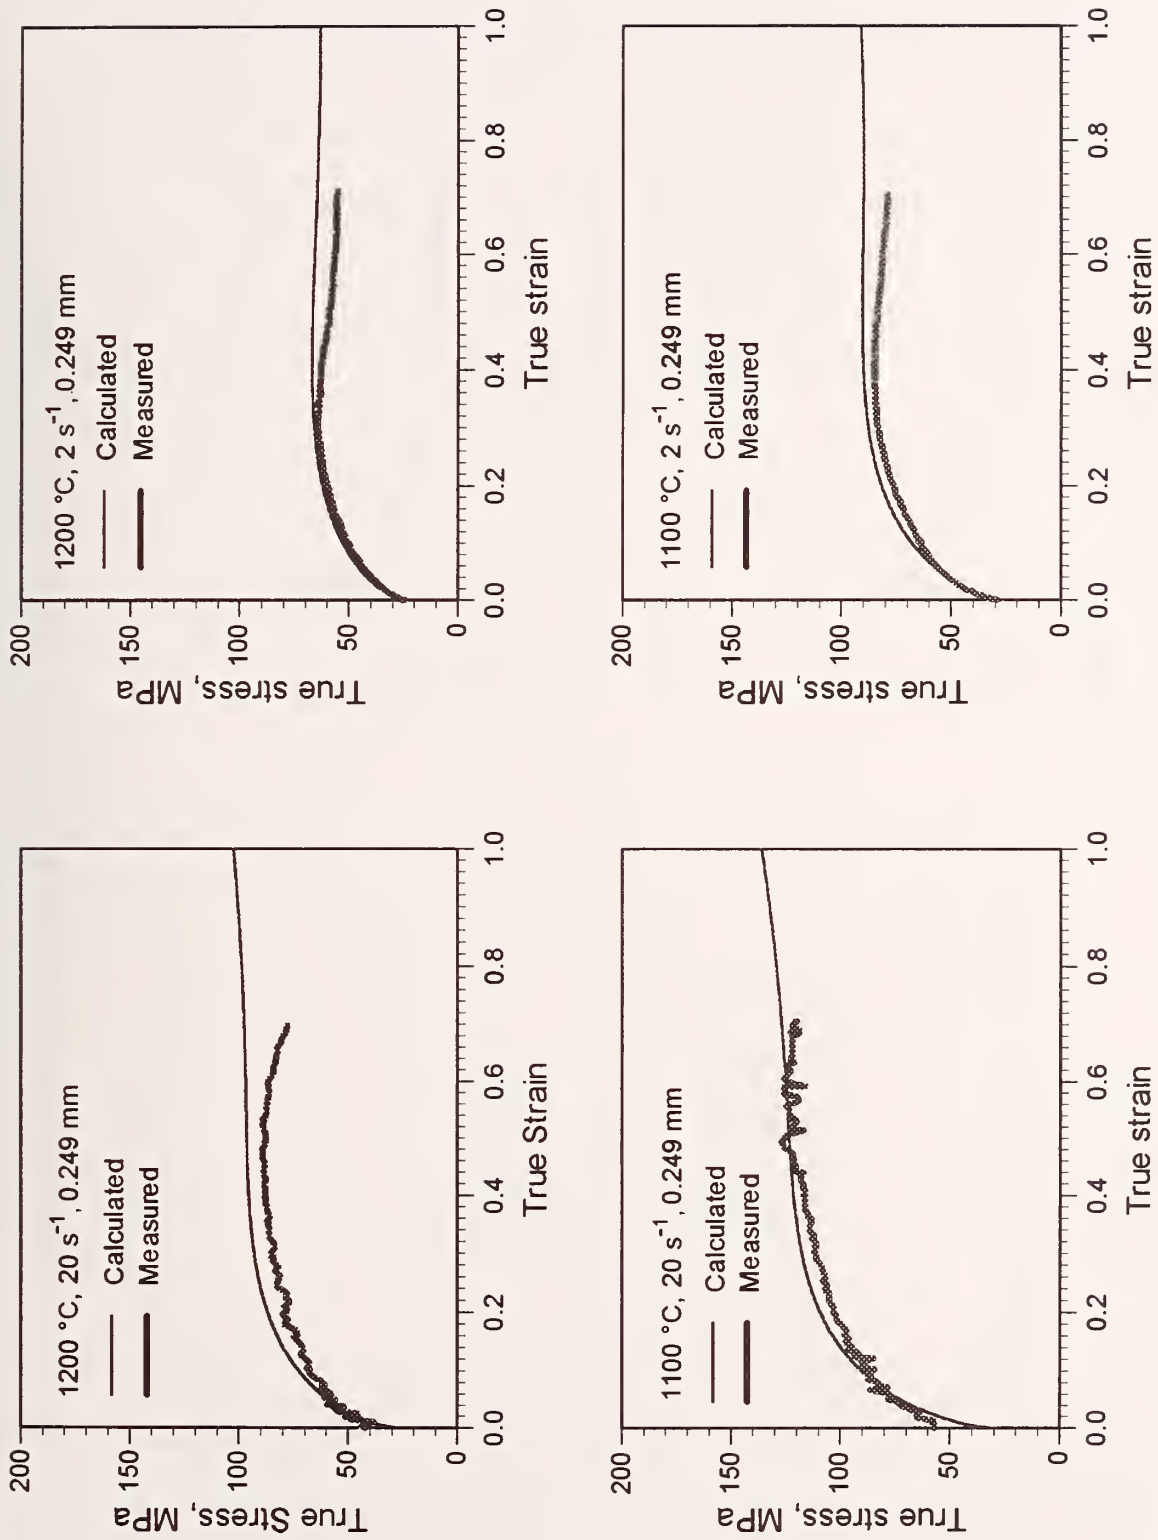 200
150
100
50
0
True Stress, MPa
1200 °C, 20 s⁻¹, 0.249 mm
Calculated
Measured
0.0 0.2 0.4 0.6 0.8 1.0
True Strain
200
150
100
50
0
True stress, MPa
1200 °C, 2 s⁻¹, 0.249 mm
Calculated
Measured
0.0 0.2 0.4 0.6 0.8 1.0
True strain
200
150
100
50
0
True stress, MPa
1100 °C, 20 s⁻¹, 0.249 mm
Calculated
Measured
0.0 0.2 0.4 0.6 0.8 1.0
True strain
200
150
100
50
0
True stress, MPa
1100 °C, 2 s⁻¹, 0.249 mm
Calculated
Measured
0.0 0.2 0.4 0.6 0.8 1.0
True strain